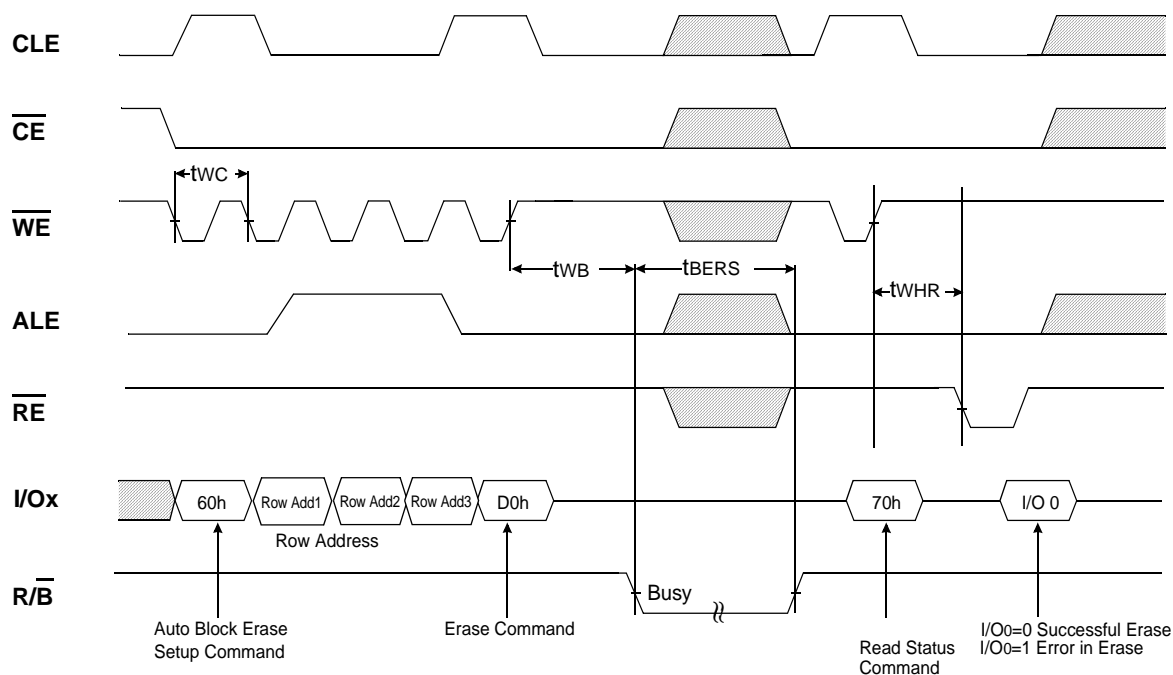 CLE
CE
tWC
WE
tWB
tBERS
tWHR
ALE
RE
I/Ox
60h
Row Add1
Row Add2
Row Add3
D0h
70h
I/O 0
Row Address
R/B
Busy
Auto Block Erase
Setup Command
Erase Command
Read Status
Command
I/O0=0 Successful Erase
I/O0=1 Error in Erase